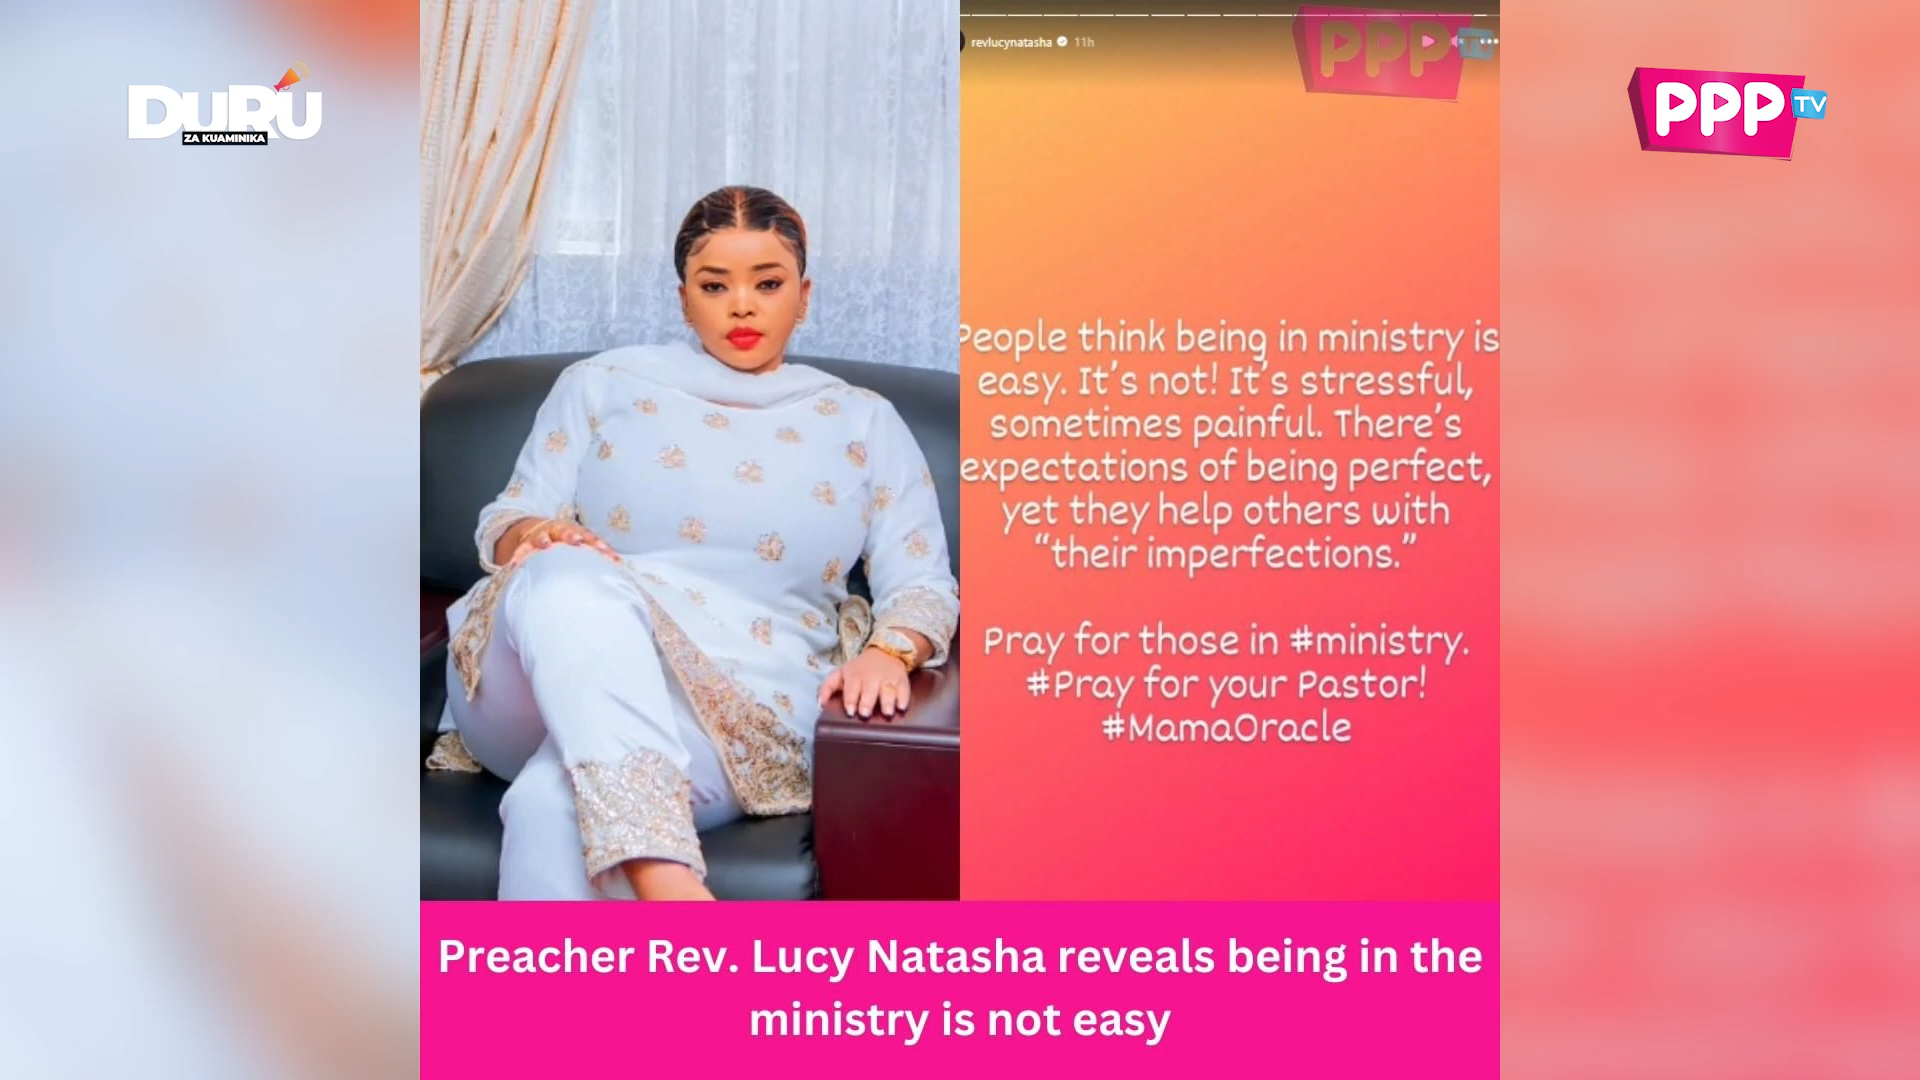 DURU
ZA KUAMINIKA
revlucynatasha 11h
PPP TV
PPP TV
People think being in ministry is
easy. It's not! It's stressful,
sometimes painful. There's
expectations of being perfect,
yet they help others with
“their imperfections.”
Pray for those in #ministry.
#Pray for your Pastor!
#MamaOracle
Preacher Rev. Lucy Natasha reveals being in the
ministry is not easy